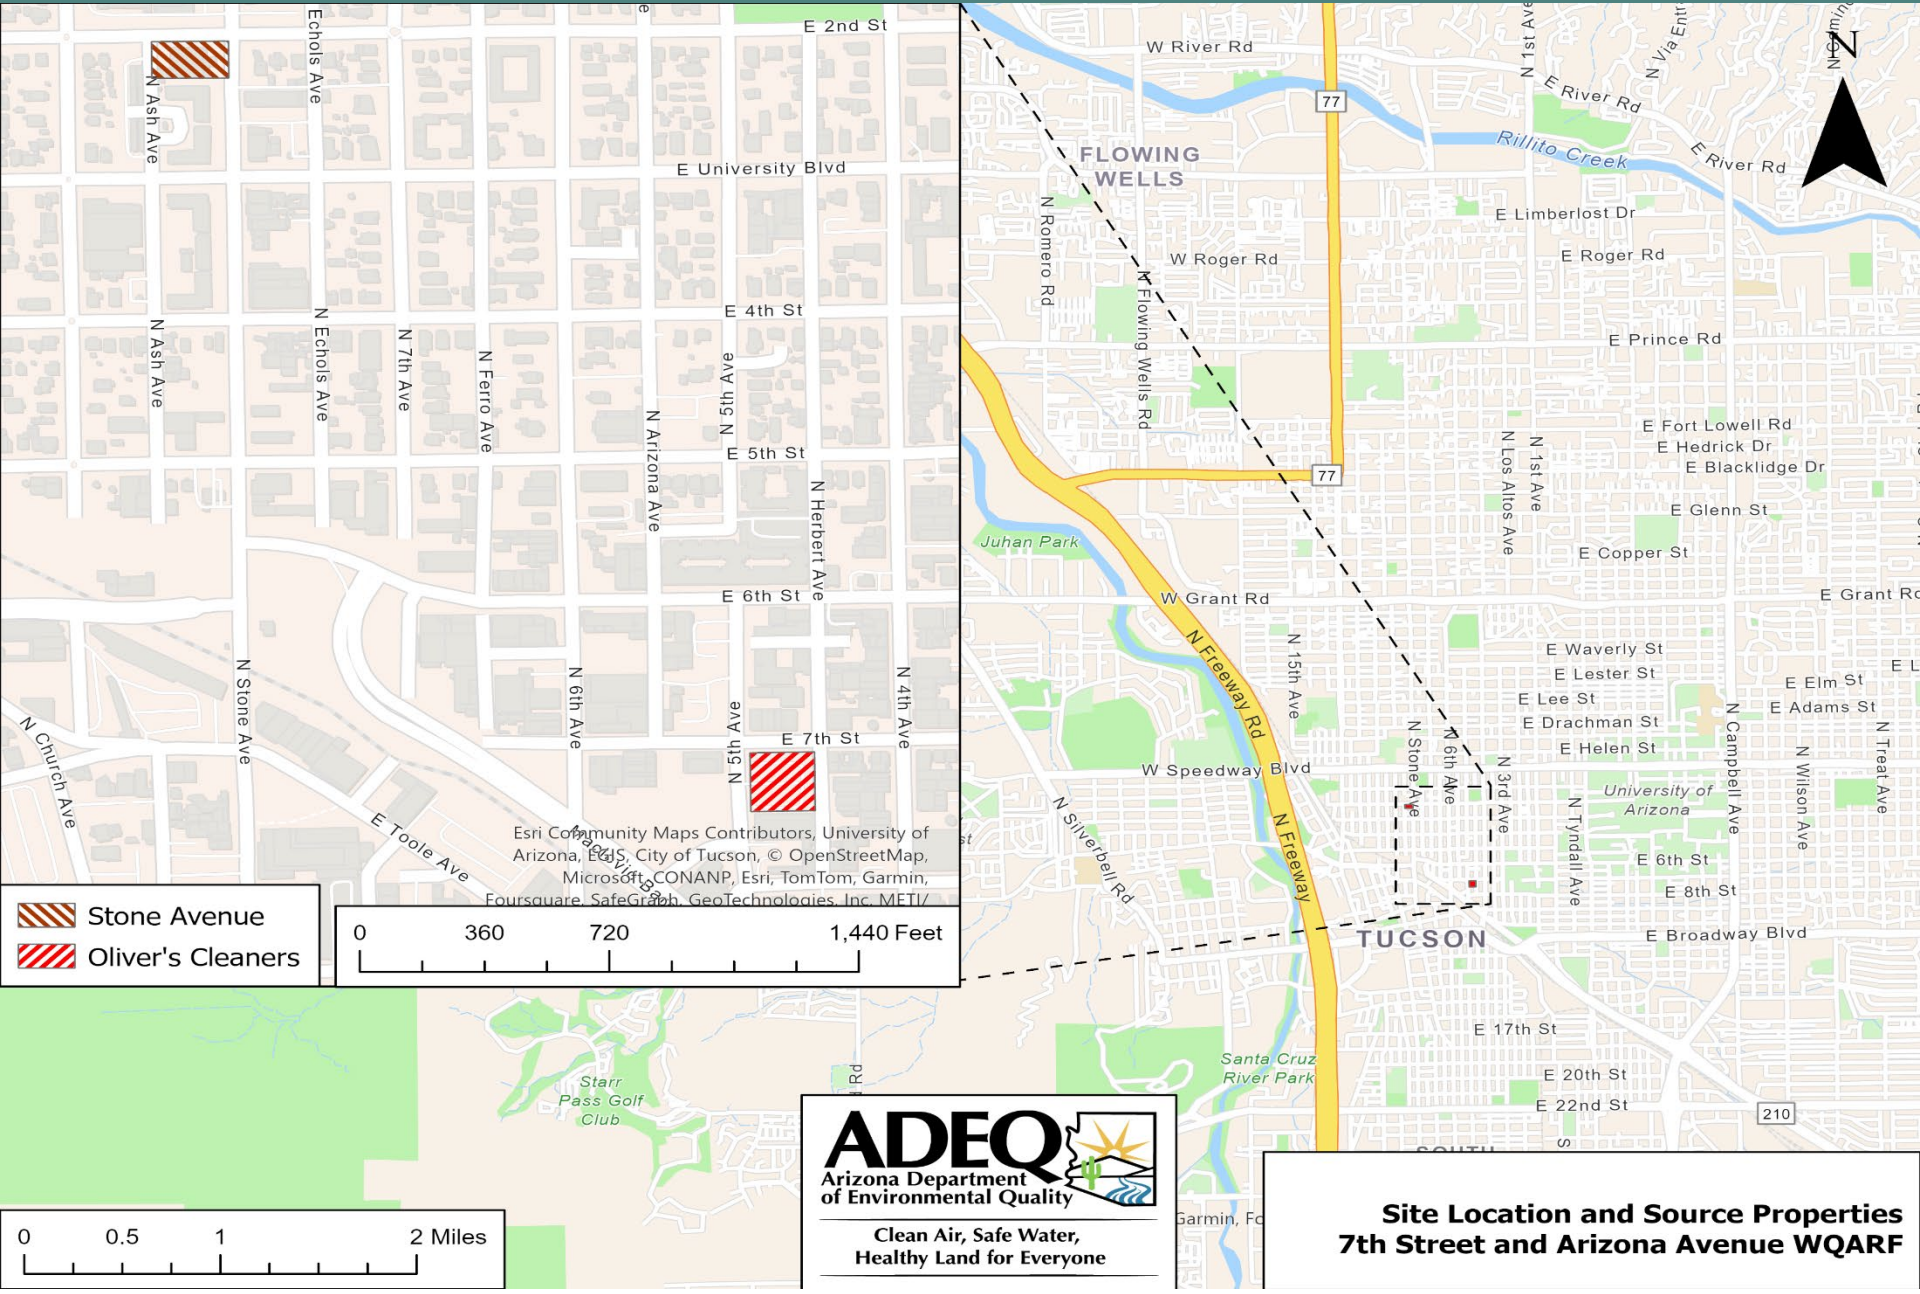 E 2nd St
Echols Ave
N Ash Ave
E University Blvd
E 4th St
N Ash Ave
N Echols Ave
N 7th Ave
N Ferro Ave
N Arizona Ave
N 5th Ave
E 5th St
N Herbert Ave
E 6th St
N Stone Ave
N 6th Ave
N 5th Ave
N 4th Ave
E 7th St
N Church Ave
E Toole Ave
Esri Community Maps Contributors, University of
Arizona, EGIS, City of Tucson, © OpenStreetMap,
Microsoft, CONANP, Esri, TomTom, Garmin,
Foursquare, SafeGraph, GeoTechnologies, Inc, METI/
Stone Avenue
Oliver's Cleaners
0 360 720 1,440 Feet
N
W River Rd
77
N 1st Ave
E River Rd
Rillito Creek
E River Rd
FLOWING
WELLS
N Romero Rd
E Limberlost Dr
W Roger Rd
E Roger Rd
N Flowing Wells Rd
E Prince Rd
E Fort Lowell Rd
E Hedrick Dr
E Blacklidge Dr
77
N Los Altos Ave
N 1st Ave
E Glenn St
Juhan Park
E Copper St
W Grant Rd
E Grant Rd
N Freeway Rd
N 15th Ave
E Waverly St
E Lester St
E Elm St
E Lee St
E Adams St
E Drachman St
E Helen St
N Stone Ave
N 6th Ave
N Campbell Ave
N Treat Ave
N Wilson Ave
W Speedway Blvd
N 3rd Ave
University of
Arizona
N Tyndall Ave
N Silverbell Rd
N Freeway
E 6th St
E 8th St
TUCSON
E Broadway Blvd
E 17th St
Santa Cruz
River Park
E 20th St
E 22nd St
210
Starr
Pass Golf
Club
Rd
ADEQ
Arizona Department
of Environmental Quality
Clean Air, Safe Water,
Healthy Land for Everyone
0 0.5 1 2 Miles
Site Location and Source Properties
7th Street and Arizona Avenue WQARF